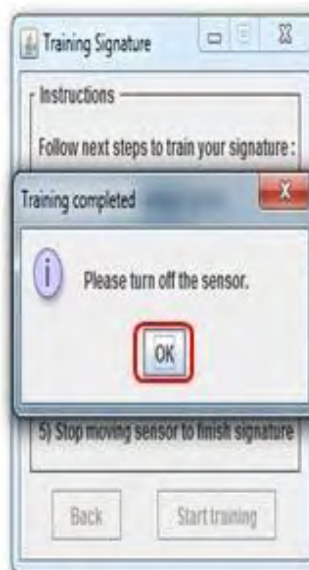 Training Signature
Instructions
Follow next steps to train your signature :
Training completed
Please turn off the sensor.
OK
5) Stop moving sensor to finish signature
Back
Start training